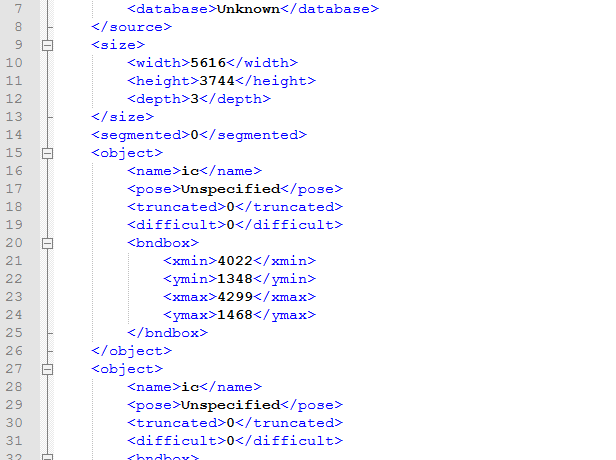 7 <database>Unknown</database>
8 </source>
9 <size>
10 <width>5616</width>
11 <height>3744</height>
12 <depth>3</depth>
13 </size>
14 <segmented>0</segmented>
15 <object>
16 <name>ic</name>
17 <pose>Unspecified</pose>
18 <truncated>0</truncated>
19 <difficult>0</difficult>
20 <bndbox>
21 <xmin>4022</xmin>
22 <ymin>1348</ymin>
23 <xmax>4299</xmax>
24 <ymax>1468</ymax>
25 </bndbox>
26 </object>
27 <object>
28 <name>ic</name>
29 <pose>Unspecified</pose>
30 <truncated>0</truncated>
31 <difficult>0</difficult>
32 <bndbox>